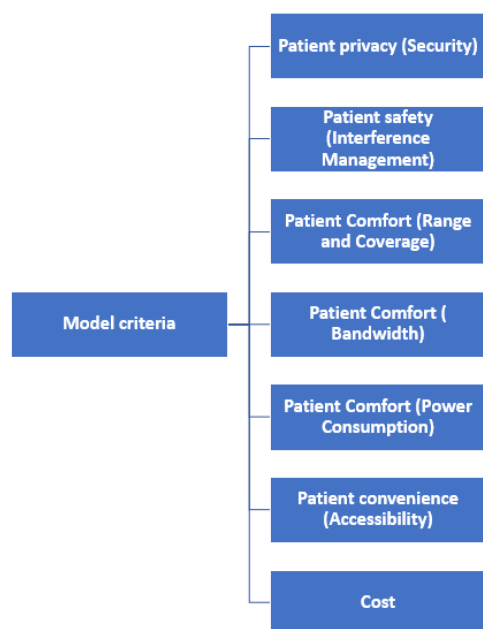 Patient privacy (Security)
Patient safety
(Interference
Management)
Patient Comfort (Range
and Coverage)
Model criteria
Patient Comfort (
Bandwidth)
Patient Comfort (Power
Consumption)
Patient convenience
(Accessibility)
Cost